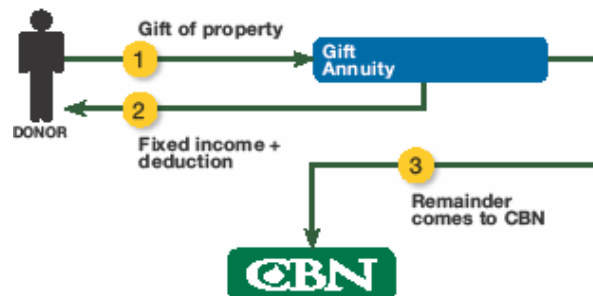 Gift of property
1
Gift
Annuity
2
DONOR
Fixed income +
deduction
3
Remainder
comes to CBN
CBN